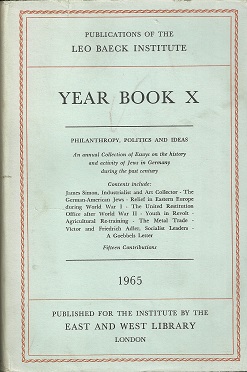 PUBLICATIONS OF THE
LEO BAECK INSTITUTE
YEAR BOOK X
PHILANTHROPY, POLITICS AND IDEAS
An annual Collection of Essays on the history
and activity of Jews in Germany
during the past century
Contents include:
James Simon, Industrialist and Art Collector - The
German-American Jews - Relief in Eastern Europe
during World War I - The United Restitution
Office after World War II - Youth in Revolt -
Agricultural Re-training - The Metal Trade -
Victor and Friedrich Adler, Socialist Leaders -
A Goebbels Letter
Fifteen Contributions
1965
PUBLISHED FOR THE INSTITUTE BY THE
EAST AND WEST LIBRARY
LONDON